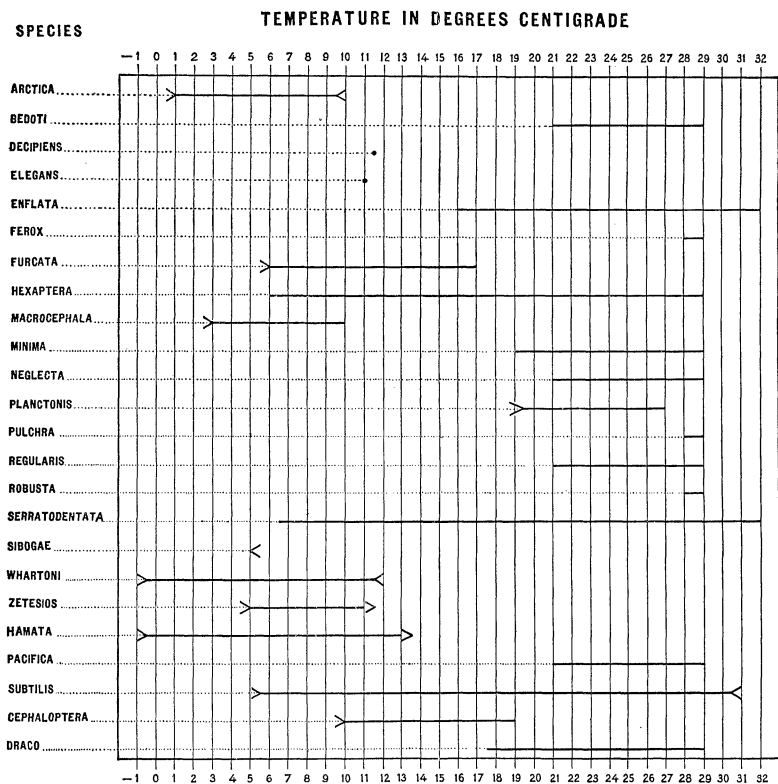 TEMPERATURE IN DEGREES CENTIGRADE
SPECIES
—1 0 1 2 3 4 5 6 7 8 9 10 11 12 13 14 15 16 17 19 20 21 22 23 24 25 26 27 28 29 30 31 32
ARCTICA
BEDOTI
DECIPIENS
ELEGANS
ENFLATA
FEROX
FURCATA
HEXAPTERA
MACROCEPHALA
MINIMA
NEGLECTA
PLANCTONIS
PULCHRA
REGULARIS
ROBUSTA
SERRATODENTATA
SIBOGAE
WHARTONI
ZETESIOS
HAMATA
PACIFICA
SUBTILIS
CEPHALOPTERA
DRACO
—1 0 1 2 3 4 5 6 7 8 9 10 11 12 13 14 15 16 17 19 20 21 22 23 24 25 26 27 28 29 30 31 32